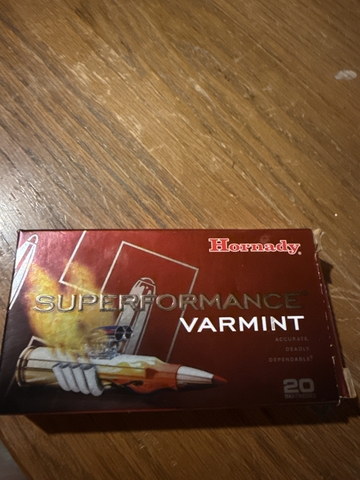 Hornady®
SUPERFORMANCE
VARMINT
ACCURATE.
DEADLY.
DEPENDABLE.
20